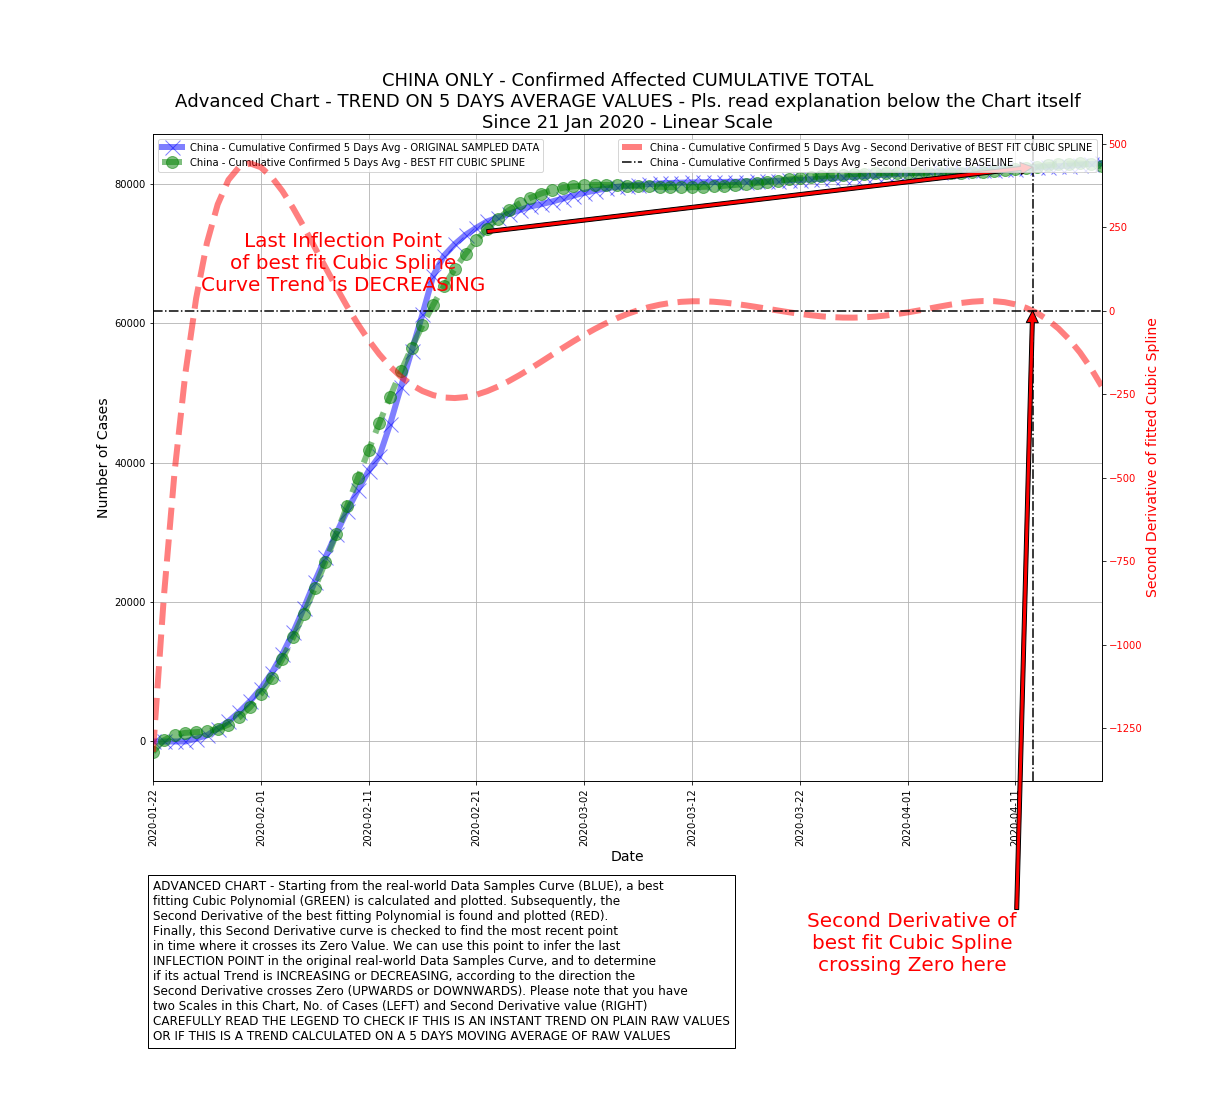 CHINA ONLY - Confirmed Affected CUMULATIVE TOTAL
Advanced Chart - TREND ON 5 DAYS AVERAGE VALUES - Pls. read explanation below the Chart itself
Since 21 Jan 2020 - Linear Scale
China - Cumulative Confirmed 5 Days Avg - ORIGINAL SAMPLED DATA
China - Cumulative Confirmed 5 Days Avg - BEST FIT CUBIC SPLINE
China - Cumulative Confirmed 5 Days Avg - Second Derivative of BEST FIT CUBIC SPLINE
China - Cumulative Confirmed 5 Days Avg - Second Derivative BASELINE
Last Inflection Point
of best fit Cubic Spline
Curve Trend is DECREASING
Number of Cases
80000
60000
40000
20000
0
500
250
0
−250
−500
−750
−1000
−1250
Second Derivative of fitted Cubic Spline
2020-01-22
2020-02-01
2020-02-11
2020-02-21
2020-03-02
2020-03-12
2020-03-22
2020-04-01
2020-04-11
Date
Second Derivative of
best fit Cubic Spline
crossing Zero here
ADVANCED CHART - Starting from the real-world Data Samples Curve (BLUE), a best
fitting Cubic Polynomial (GREEN) is calculated and plotted. Subsequently, the
Second Derivative of the best fitting Polynomial is found and plotted (RED).
Finally, this Second Derivative curve is checked to find the most recent point
in time where it crosses its Zero Value. We can use this point to infer the last
INFLECTION POINT in the original real-world Data Samples Curve, and to determine
if its actual Trend is INCREASING or DECREASING, according to the direction the
Second Derivative crosses Zero (UPWARDS or DOWNWARDS). Please note that you have
two Scales in this Chart, No. of Cases (LEFT) and Second Derivative value (RIGHT)
CAREFULLY READ THE LEGEND TO CHECK IF THIS IS AN INSTANT TREND ON PLAIN RAW VALUES
OR IF THIS IS A TREND CALCULATED ON A 5 DAYS MOVING AVERAGE OF RAW VALUES